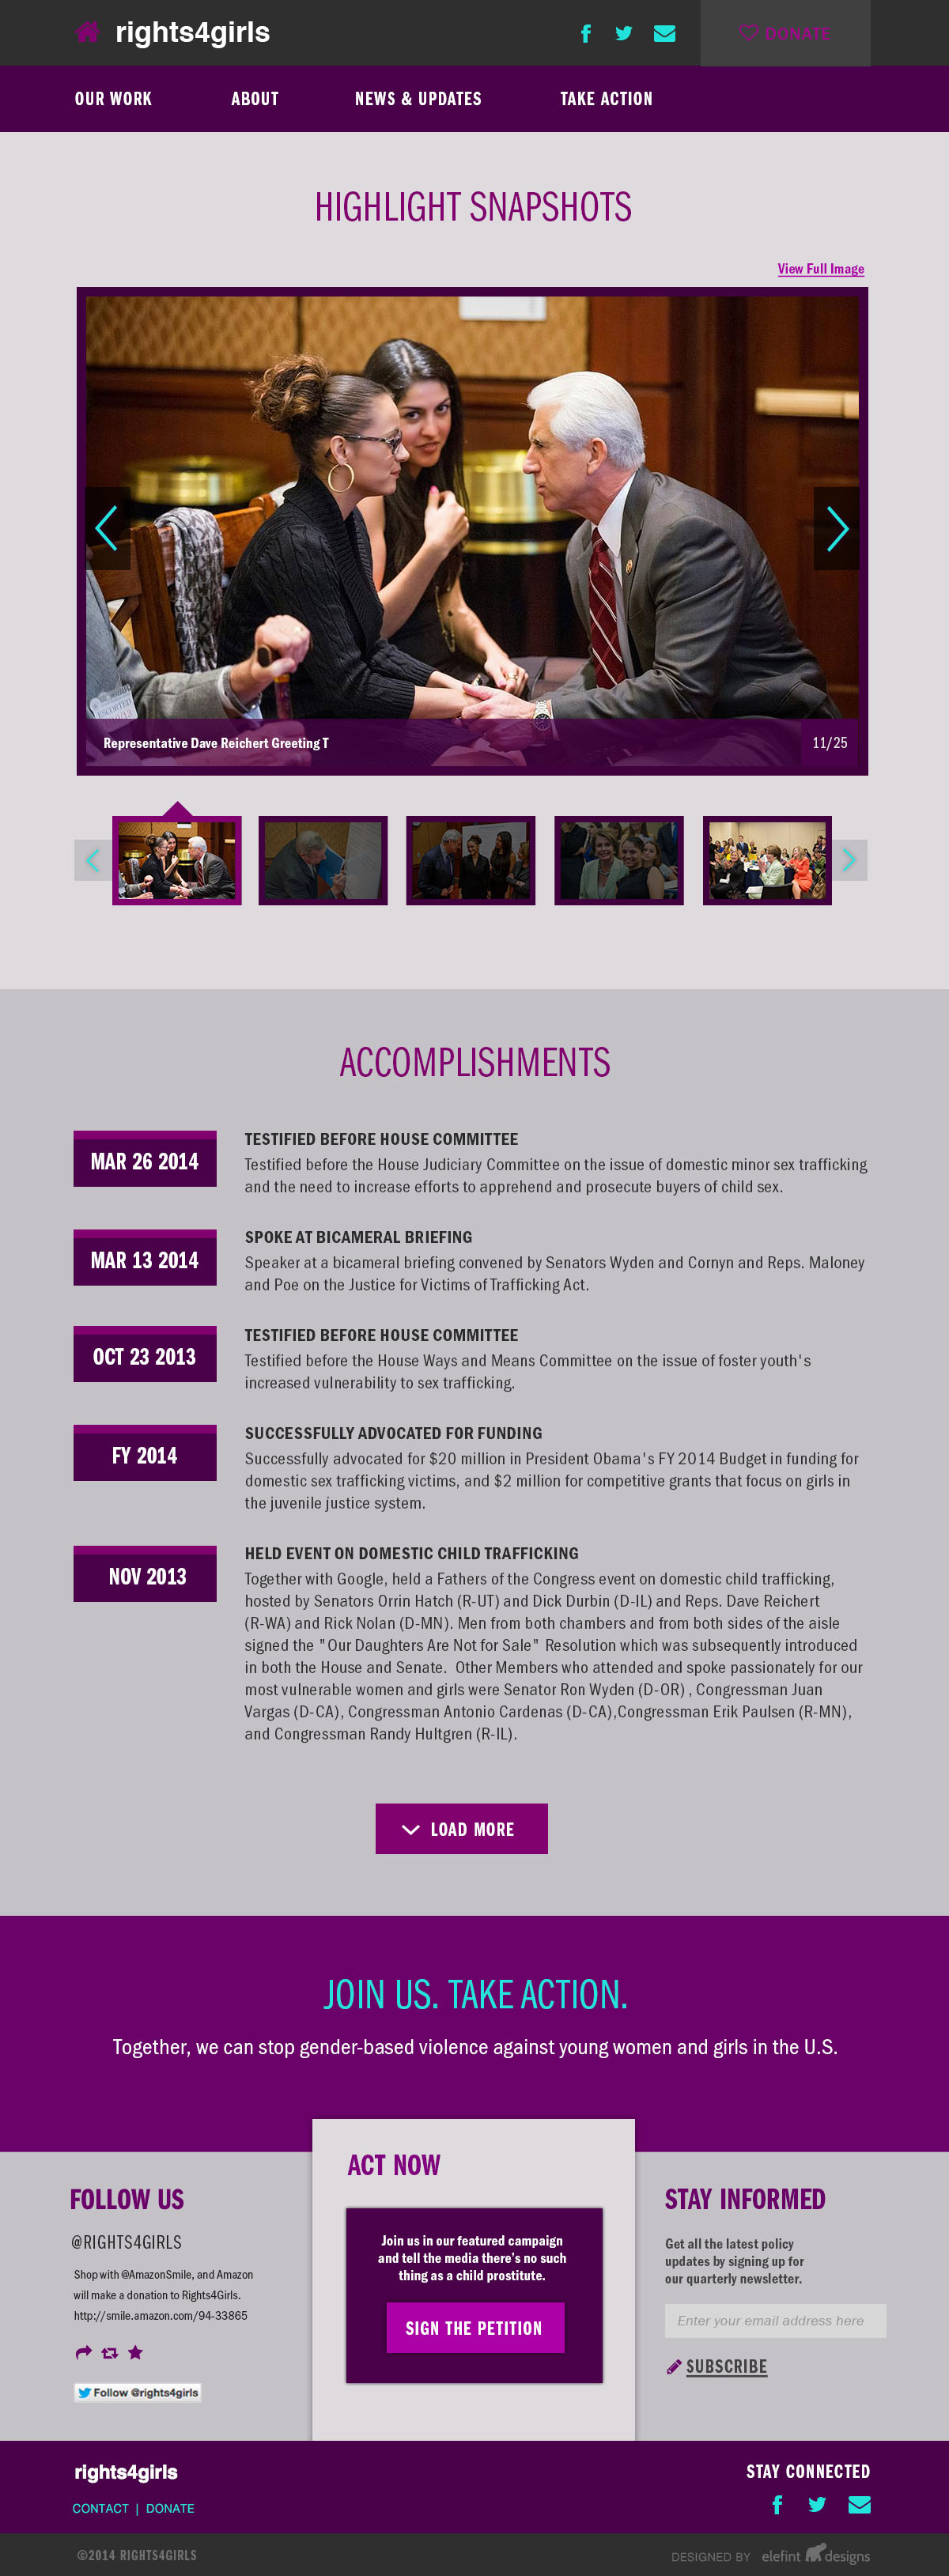 rights4girls
DONATE
OUR WORK ABOUT NEWS & UPDATES TAKE ACTION
HIGHLIGHT SNAPSHOTS
View Full Image
ESCORTED
Representative Dave Reichert Greeting T
11/25
ACCOMPLISHMENTS
MAR 26 2014
TESTIFIED BEFORE HOUSE COMMITTEE
Testified before the House Judiciary Committee on the issue of domestic minor sex trafficking
and the need to increase efforts to apprehend and prosecute buyers of child sex.
MAR 13 2014
SPOKE AT BICAMERAL BRIEFING
Speaker at a bicameral briefing convened by Senators Wyden and Cornyn and Reps. Maloney
and Poe on the Justice for Victims of Trafficking Act.
OCT 23 2013
TESTIFIED BEFORE HOUSE COMMITTEE
Testified before the House Ways and Means Committee on the issue of foster youth's
increased vulnerability to sex trafficking.
FY 2014
SUCCESSFULLY ADVOCATED FOR FUNDING
Successfully advocated for $20 million in President Obama's FY 2014 Budget in funding for
domestic sex trafficking victims, and $2 million for competitive grants that focus on girls in
the juvenile justice system.
NOV 2013
HELD EVENT ON DOMESTIC CHILD TRAFFICKING
Together with Google, held a Fathers of the Congress event on domestic child trafficking,
hosted by Senators Orrin Hatch (R-UT) and Dick Durbin (D-IL) and Reps. Dave Reichert
(R-WA) and Rick Nolan (D-MN). Men from both chambers and from both sides of the aisle
signed the "Our Daughters Are Not for Sale" Resolution which was subsequently introduced
in both the House and Senate. Other Members who attended and spoke passionately for our
most vulnerable women and girls were Senator Ron Wyden (D-OR) , Congressman Juan
Vargas (D-CA), Congressman Antonio Cardenas (D-CA),Congressman Erik Paulsen (R-MN),
and Congressman Randy Hultgren (R-IL).
LOAD MORE
JOIN US. TAKE ACTION.
Together, we can stop gender-based violence against young women and girls in the U.S.
FOLLOW US
@RIGHTS4GIRLS
Shop with @AmazonSmile, and Amazon
will make a donation to Rights4Girls.
http://smile.amazon.com/94-33865
Follow @rights4girls
ACT NOW
Join us in our featured campaign
and tell the media there's no such
thing as a child prostitute.
SIGN THE PETITION
STAY INFORMED
Get all the latest policy
updates by signing up for
our quarterly newsletter.
Enter your email address here
SUBSCRIBE
rights4girls
CONTACT | DONATE
STAY CONNECTED
©2014 RIGHTS4GIRLS
DESIGNED BY elefint designs